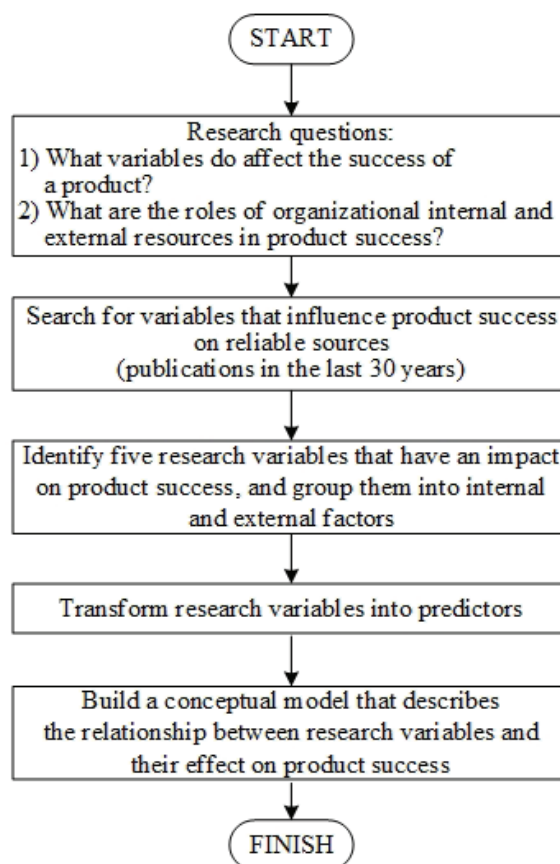 START
Research questions:
1) What variables do affect the success of
a product?
2) What are the roles of organizational internal and
external resources in product success?
Search for variables that influence product success
on reliable sources
(publications in the last 30 years)
Identify five research variables that have an impact
on product success, and group them into internal
and external factors
Transform research variables into predictors
Build a conceptual model that describes
the relationship between research variables and
their effect on product success
FINISH